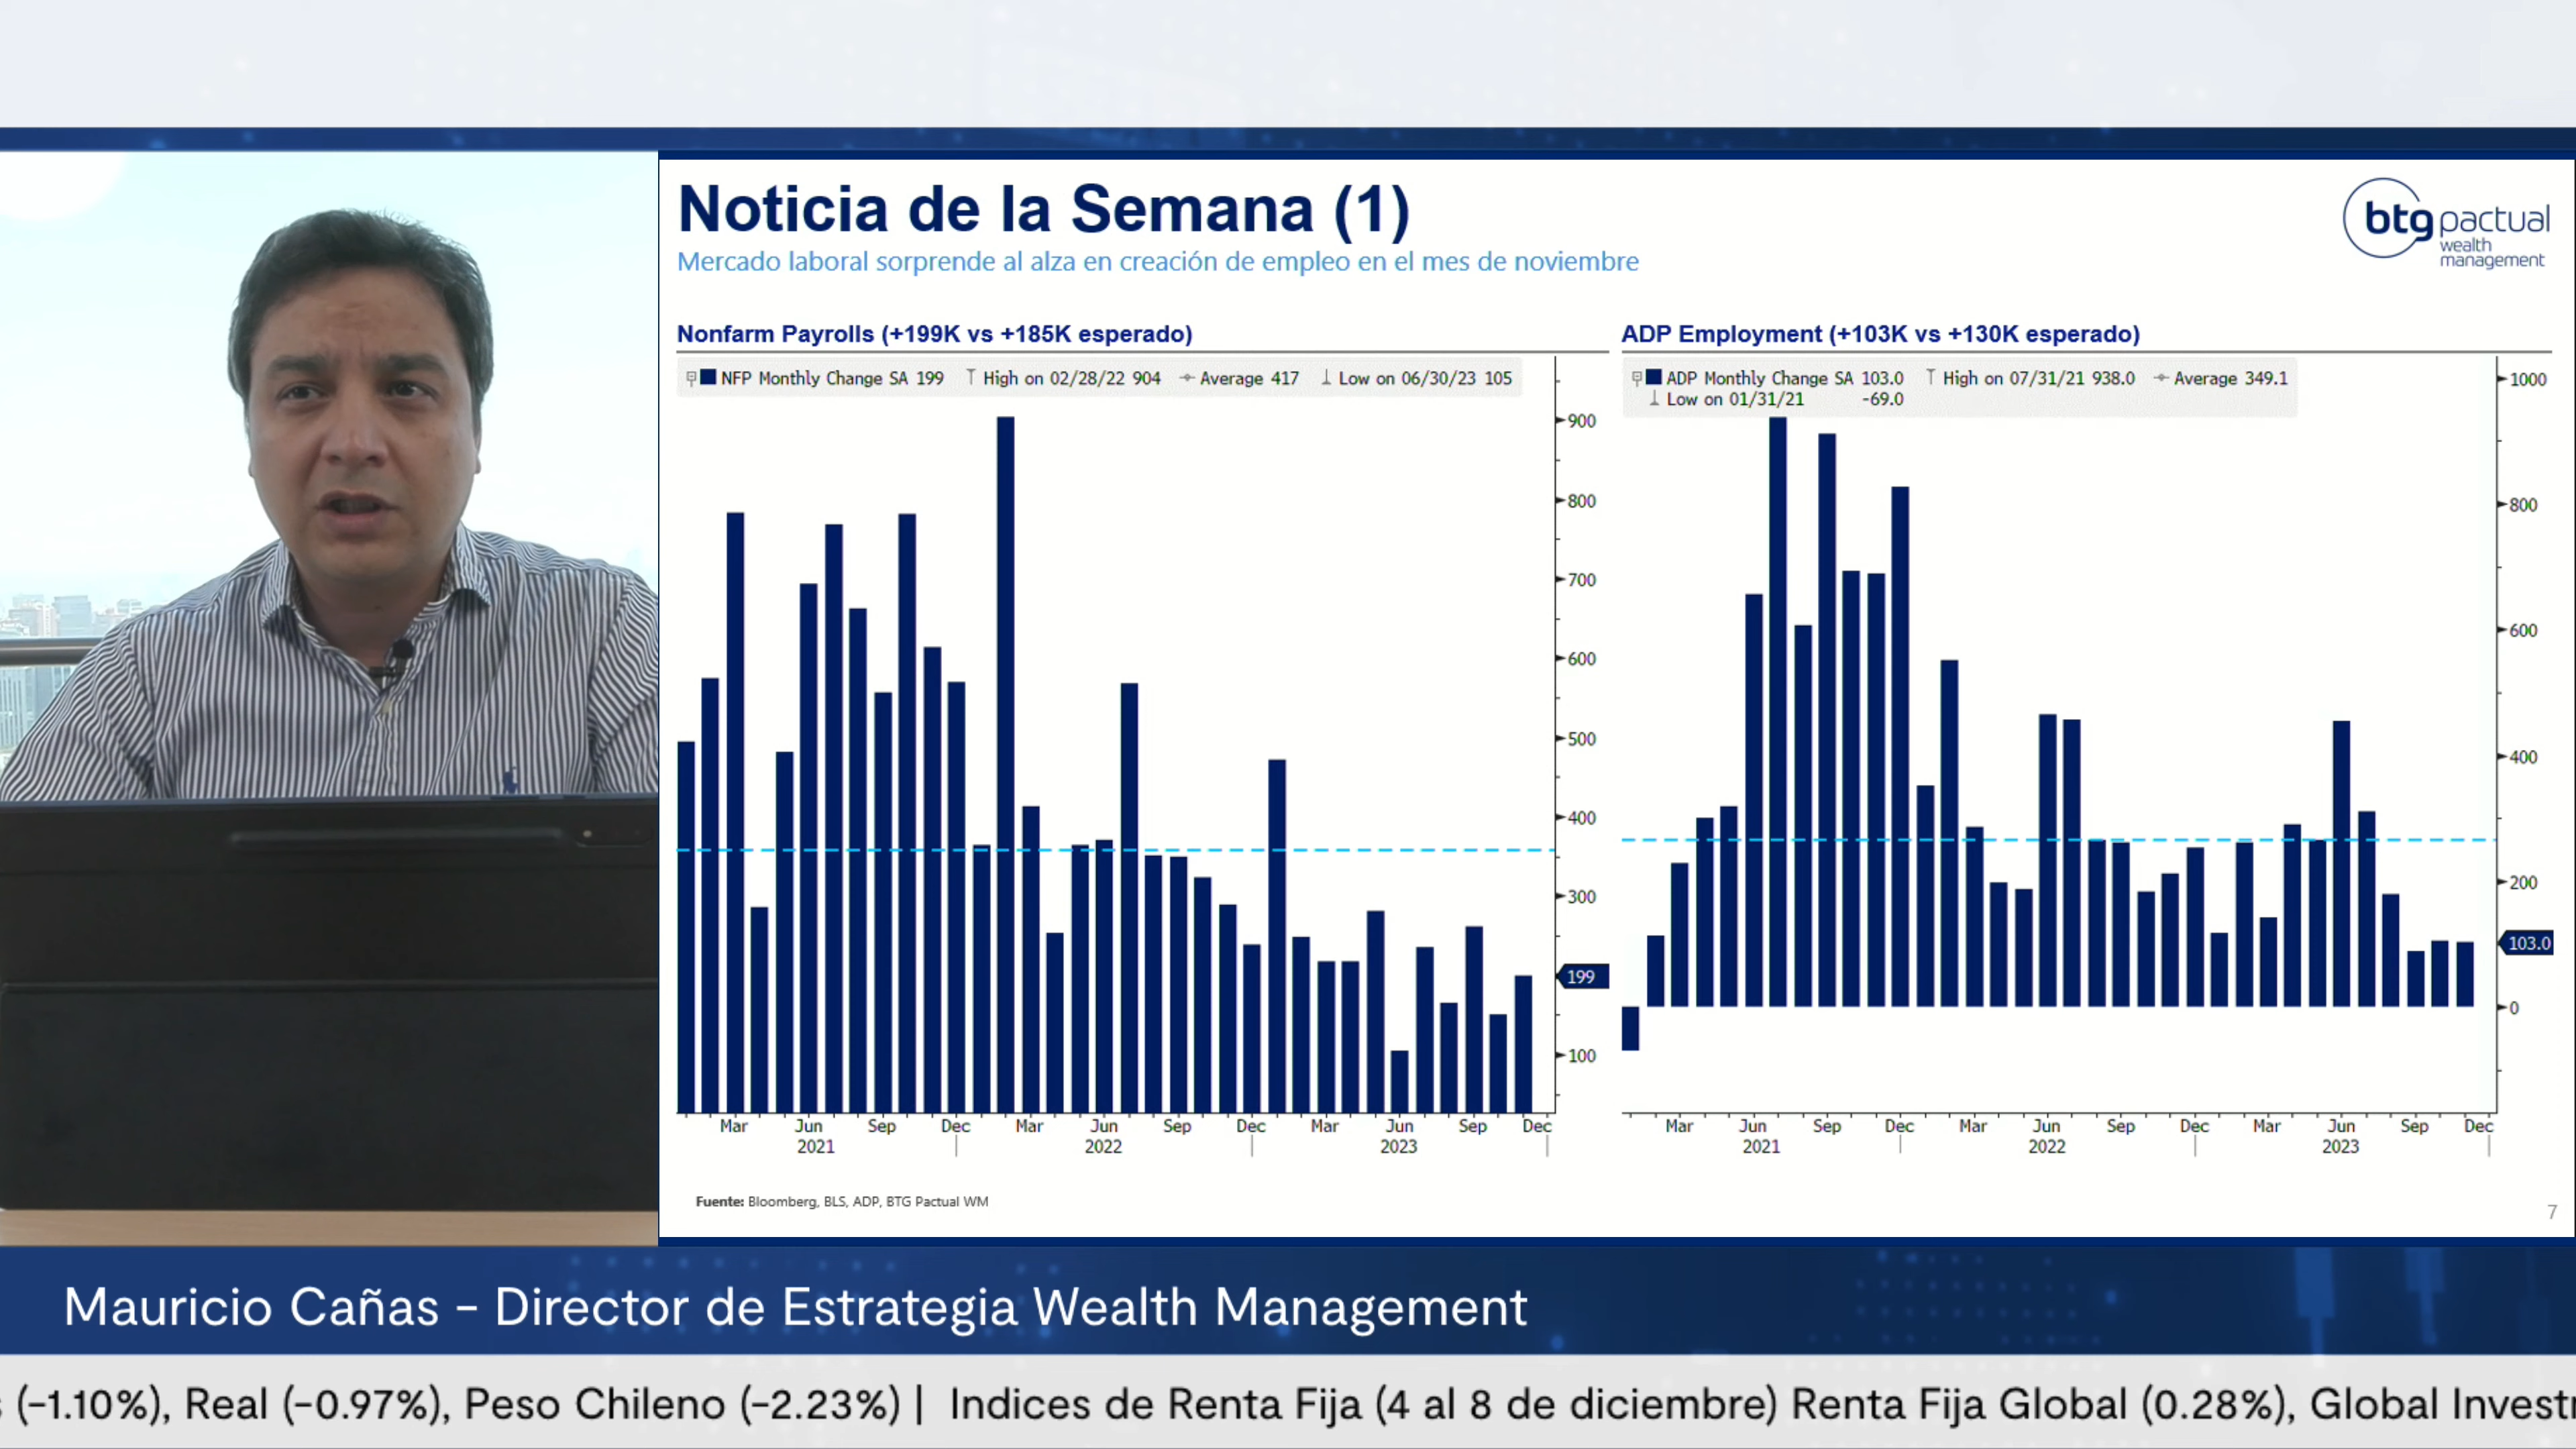 Noticia de la Semana (1)
Mercado laboral sorprende al alza en creación de empleo en el mes de noviembre
btg pactual
wealth
management
Nonfarm Payrolls (+199K vs +185K esperado)
NFP Monthly Change SA 199 High on 02/28/22 904 Average 417 Low on 06/30/23 105
900
800
700
600
500
400
300
199
100
Mar Jun Sep Dec Mar Jun Sep Dec Mar Jun Sep Dec
2021 2022 2023
ADP Employment (+103K vs +130K esperado)
ADP Monthly Change SA 103.0 High on 07/31/21 938.0 Average 349.1
Low on 01/31/21 -69.0
1000
800
600
400
200
103.0
0
Mar Jun Sep Dec Mar Jun Sep Dec Mar Jun Sep Dec
2021 2022 2023
Fuente: Bloomberg, BLS, ADP, BTG Pactual WM
7
Mauricio Cañas - Director de Estrategia Wealth Management
(-1.10%), Real (-0.97%), Peso Chileno (-2.23%) | Indices de Renta Fija (4 al 8 de diciembre) Renta Fija Global (0.28%), Global